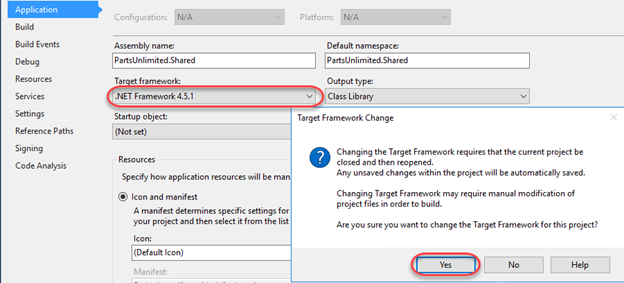 Application
Build
Build Events
Debug
Resources
Services
Settings
Reference Paths
Signing
Code Analysis
Configuration: N/A Platform: N/A
Assembly name: Default namespace:
PartsUnlimited.Shared PartsUnlimited.Shared
Target framework: Output type:
.NET Framework 4.5.1 Class Library
Startup object:
(Not set)
Resources
Specify how application resources will be mana
Icon and manifest
A manifest determines specific settings for
your project and then select it from the list
Icon:
(Default Icon)
Manifest:
Target Framework Change
Changing the Target Framework requires that the current project be
closed and then reopened.
Any unsaved changes within the project will be automatically saved.
Changing Target Framework may require manual modification of
project files in order to build.
Are you sure you want to change the Target Framework for this project?
Yes No Help